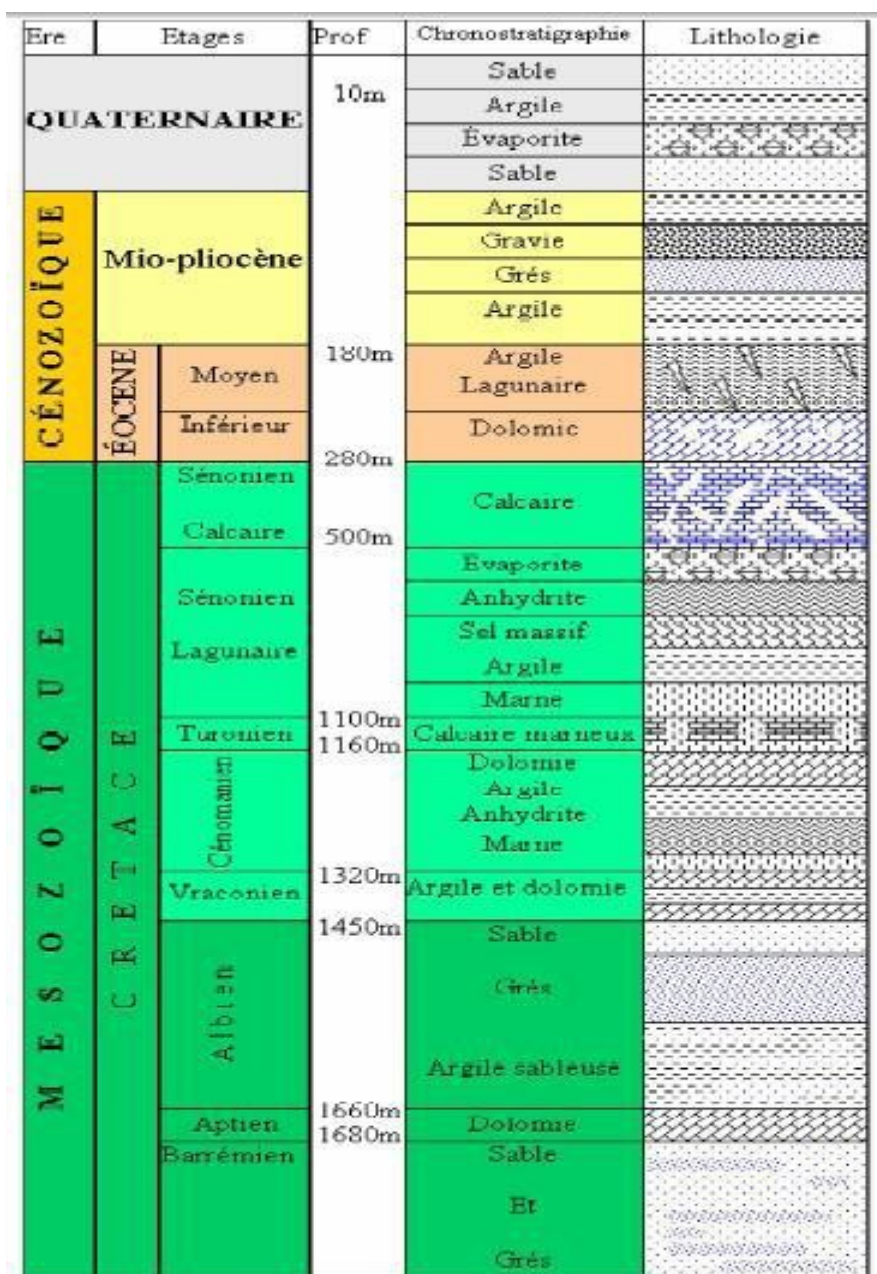 Ere Etages Prof Chronostratigraphie Lithologie
QUATERNAIRE
10m
Sable
Argile
Évaporite
Sable
CÉNOZOÏQUE
Mio-pliocène
Argile
Gravie
Grés
Argile
180m
ÉOCENE
Moyen
Argile
Lagunaire
Inférieur
Dolomie
280m
MESOZOÏQUE
CRETACE
Sénonien
Calcaire
Calcaire
500m
Sénonien
Lagunaire
Evaporite
Anhydrite
Sel massif
Argile
Marne
1100m
Turonien
Calcaire marneux
1160m
Cénomanien
Dolomie
Argile
Anhydrite
Marne
1320m
Vraconien
Argile et dolomie
1450m
Albian
Sable
Grés
Argile sableuse
1660m
Aptien
Dolomie
1680m
Barrémien
Sable
Et
Grés